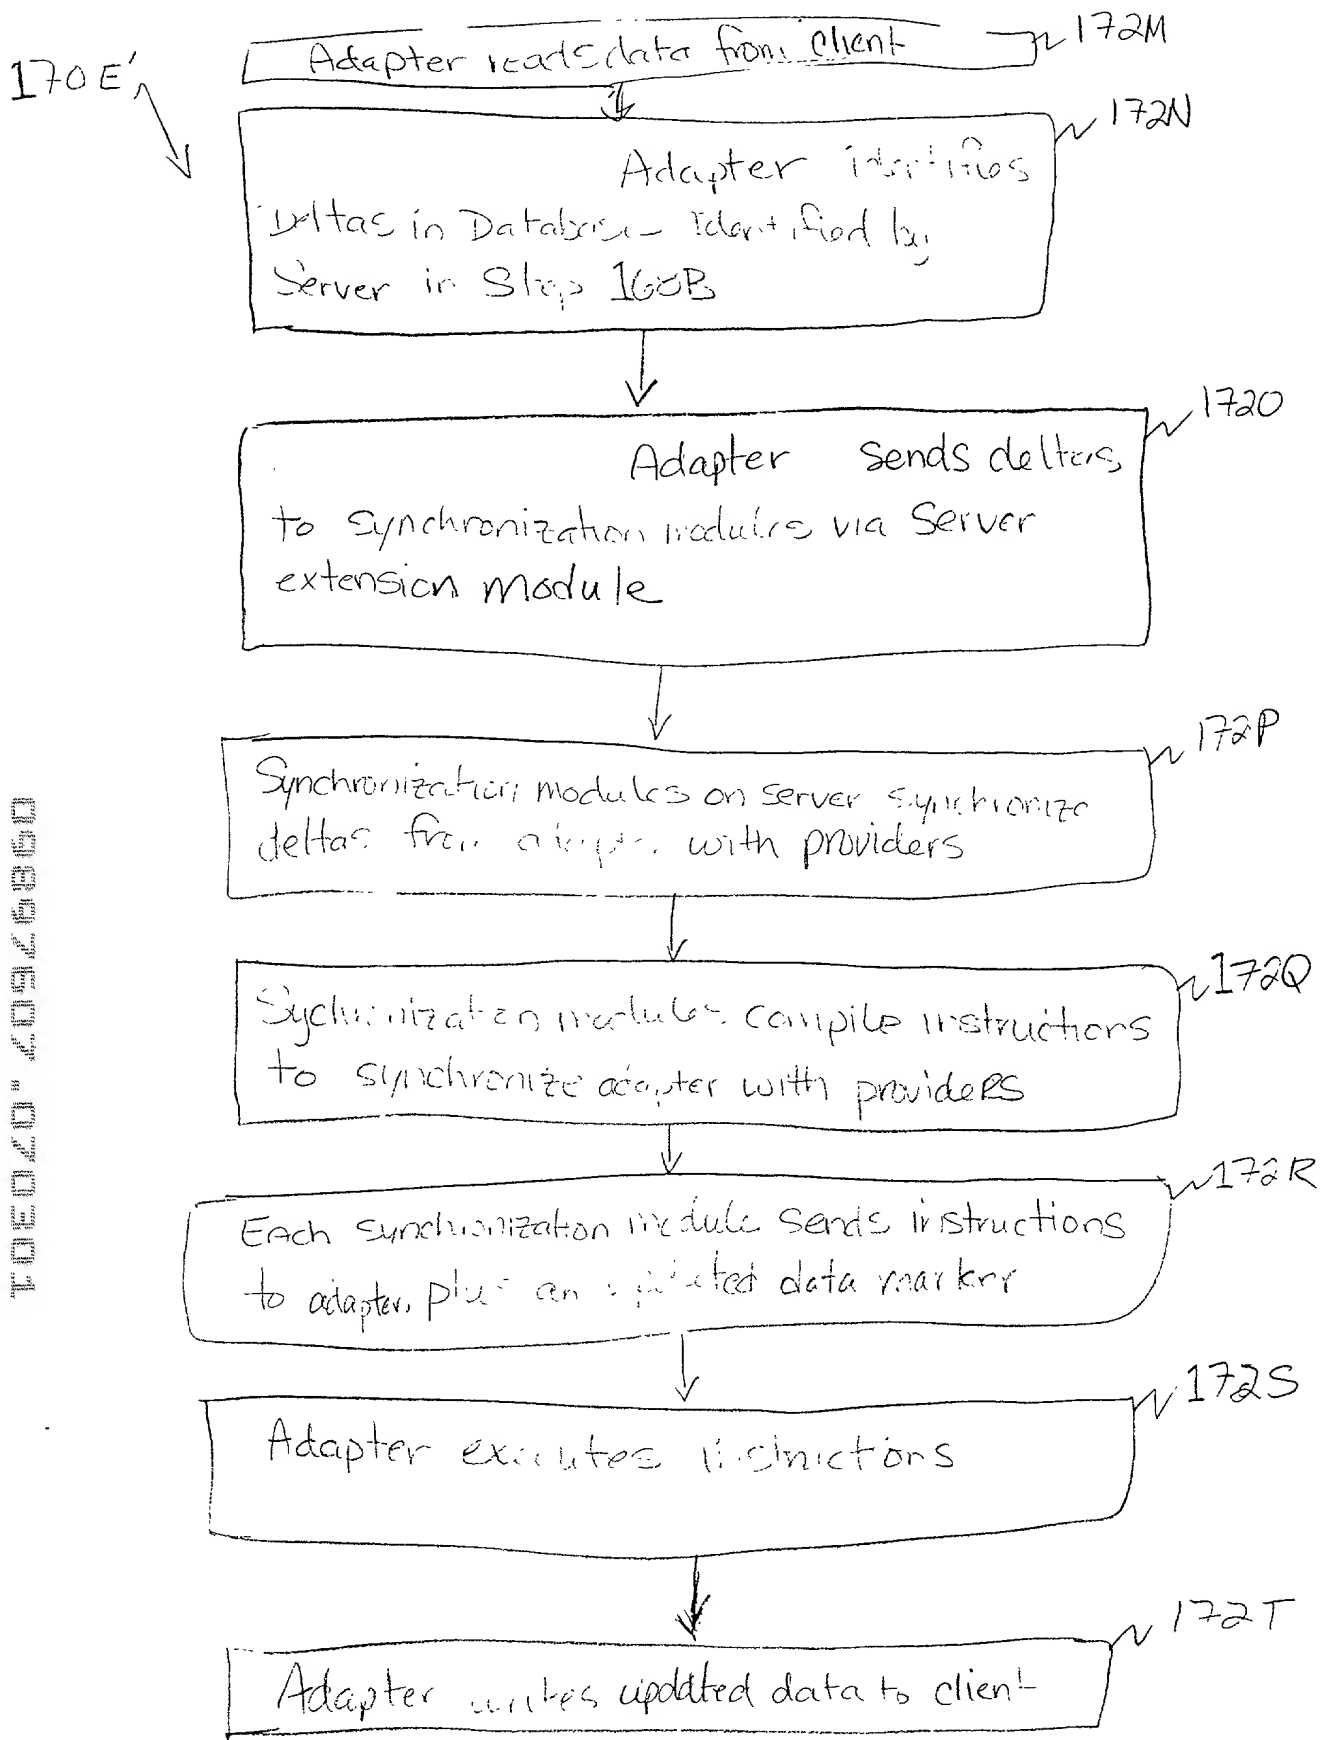 170E'
Adapter reads data from client
172M
172N
Adapter identifies
Deltas in Database Identified by
Server in Step 160B
172O
Adapter sends deltas
to synchronization modules via Server
extension module
172P
Synchronization modules on server synchronize
deltas from adapter with providers
172Q
Sychronization modules compile instructions
to synchronize adapter with providers
172R
Each synchronization module sends instructions
to adapter, plus an updated data marker
172S
Adapter executes instructions
172T
Adapter writes updated data to client
09897607.070301